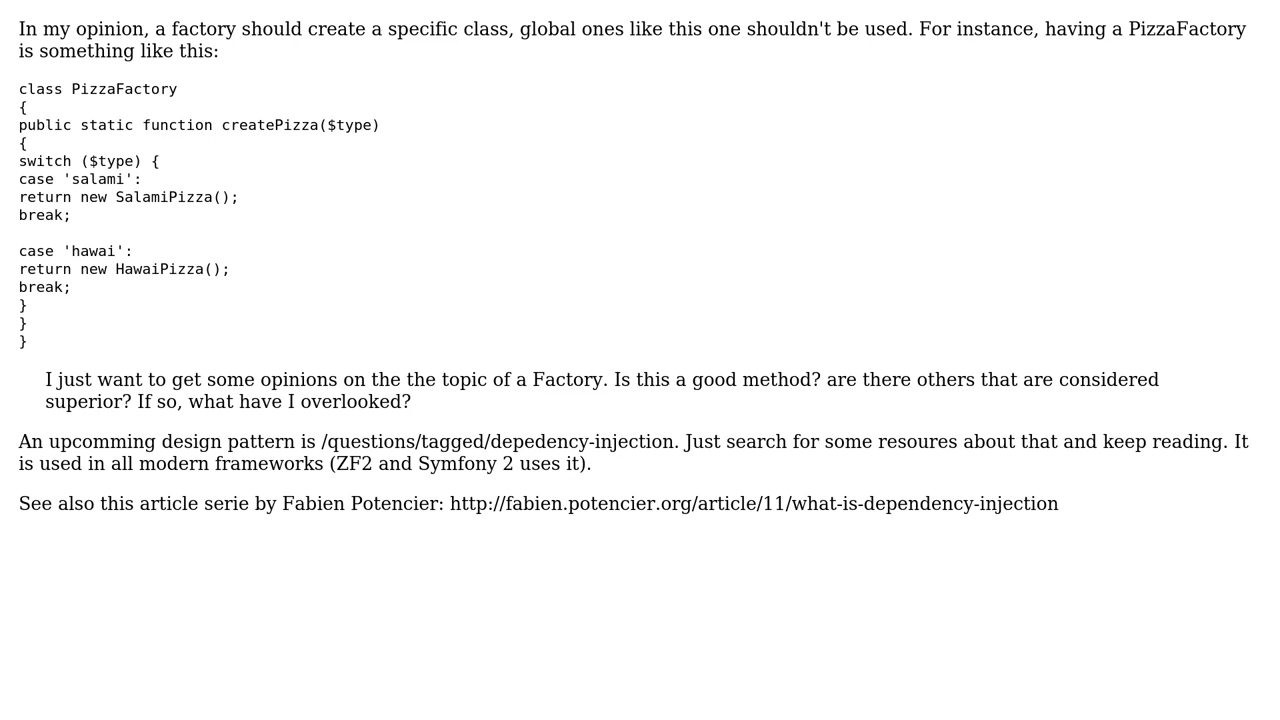 In my opinion, a factory should create a specific class, global ones like this one shouldn't be used. For instance, having a PizzaFactory
is something like this:
class PizzaFactory
{
public static function createPizza($type)
{
switch ($type) {
case 'salami':
return new SalamiPizza();
break;
case 'hawai':
return new HawaiPizza();
break;
}
}
}
I just want to get some opinions on the the topic of a Factory. Is this a good method? are there others that are considered
superior? If so, what have I overlooked?
An upcomming design pattern is /questions/tagged/depedency-injection. Just search for some resoures about that and keep reading. It
is used in all modern frameworks (ZF2 and Symfony 2 uses it).
See also this article serie by Fabien Potencier: http://fabien.potencier.org/article/11/what-is-dependency-injection